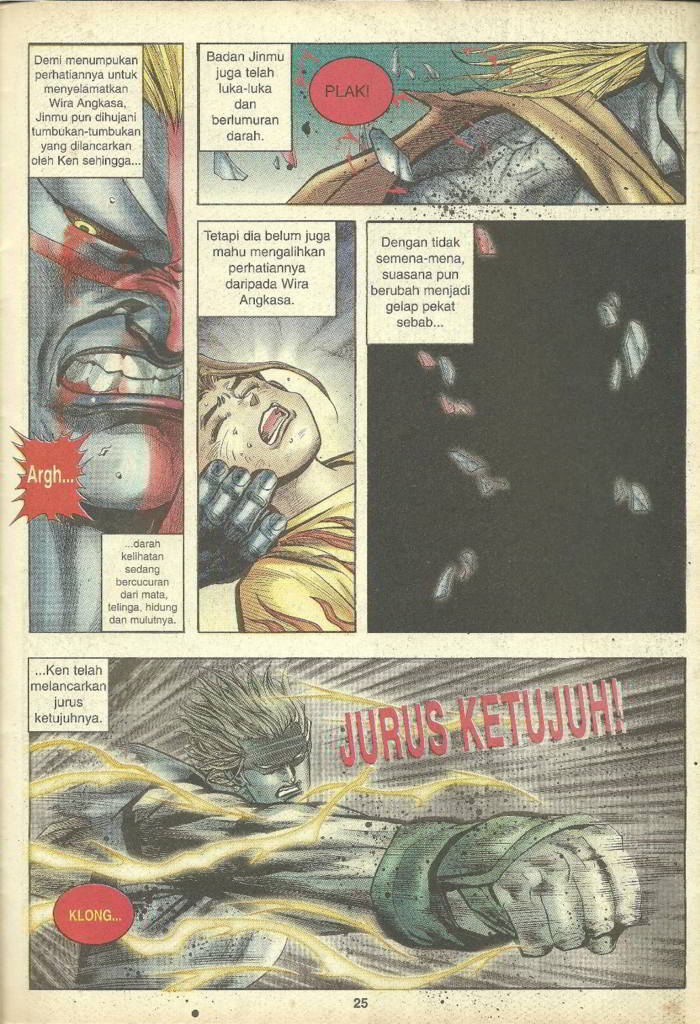 Demi menumpukan
perhatiannya untuk
menyelamatkan
Wira Angkasa,
Jinmu pun dihujani
tumbukan-tumbukan
yang dilancarkan
oleh Ken sehingga...
Argh...
...darah
kelihatan
sedang
bercucuran
dari mata,
telinga, hidung
dan mulutnya.
Badan Jinmu
juga telah
luka-luka
dan
berlumuran
darah.
PLAK!
Tetapi dia belum juga
mahu mengalihkan
perhatiannya
daripada Wira
Angkasa.
Dengan tidak
semena-mena,
suasana pun
berubah menjadi
gelap pekat
sebab...
...Ken telah
melancarkan
jurus
ketujuhnya.
JURUS KETUJUH!
KLONG...
25